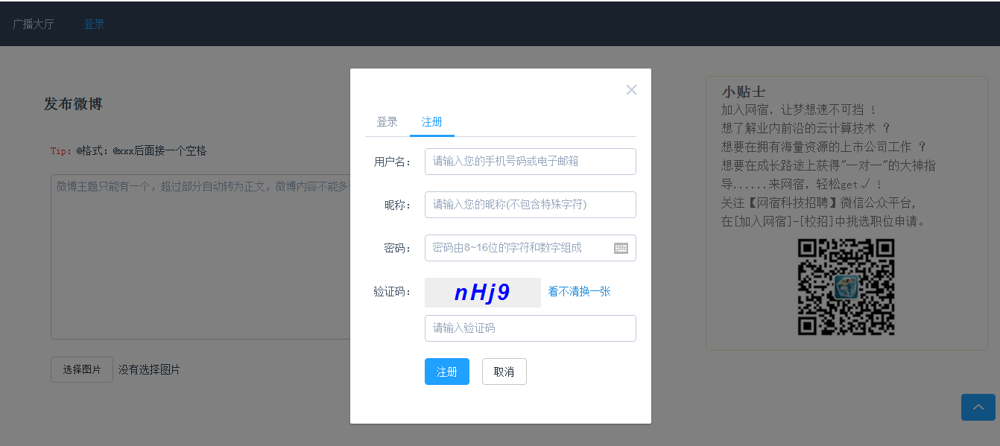 广播大厅 登录
发布微博
Tip：@格式：@xxx后面接一个空格
微博主题只能有一个，超过部分自动转为正文，微博内容不能多
选择图片 没有选择图片
登录 注册
用户名： 请输入您的手机号码或电子邮箱
昵称： 请输入您的昵称(不包含特殊字符)
密码： 密码由8~16位的字符和数字组成
验证码： nHj9 看不清换一张
请输入验证码
注册 取消
小贴士
加入网宿，让梦想速不可挡 ！
想了解业内前沿的云计算技术 ？
想要在拥有海量资源的上市公司工作 ？
想要在成长路途上获得"一对一"的大神指
导......来网宿，轻松get√ ！
关注【网宿科技招聘】微信公众平台,
在[加入网宿]-[校招]中挑选职位申请。